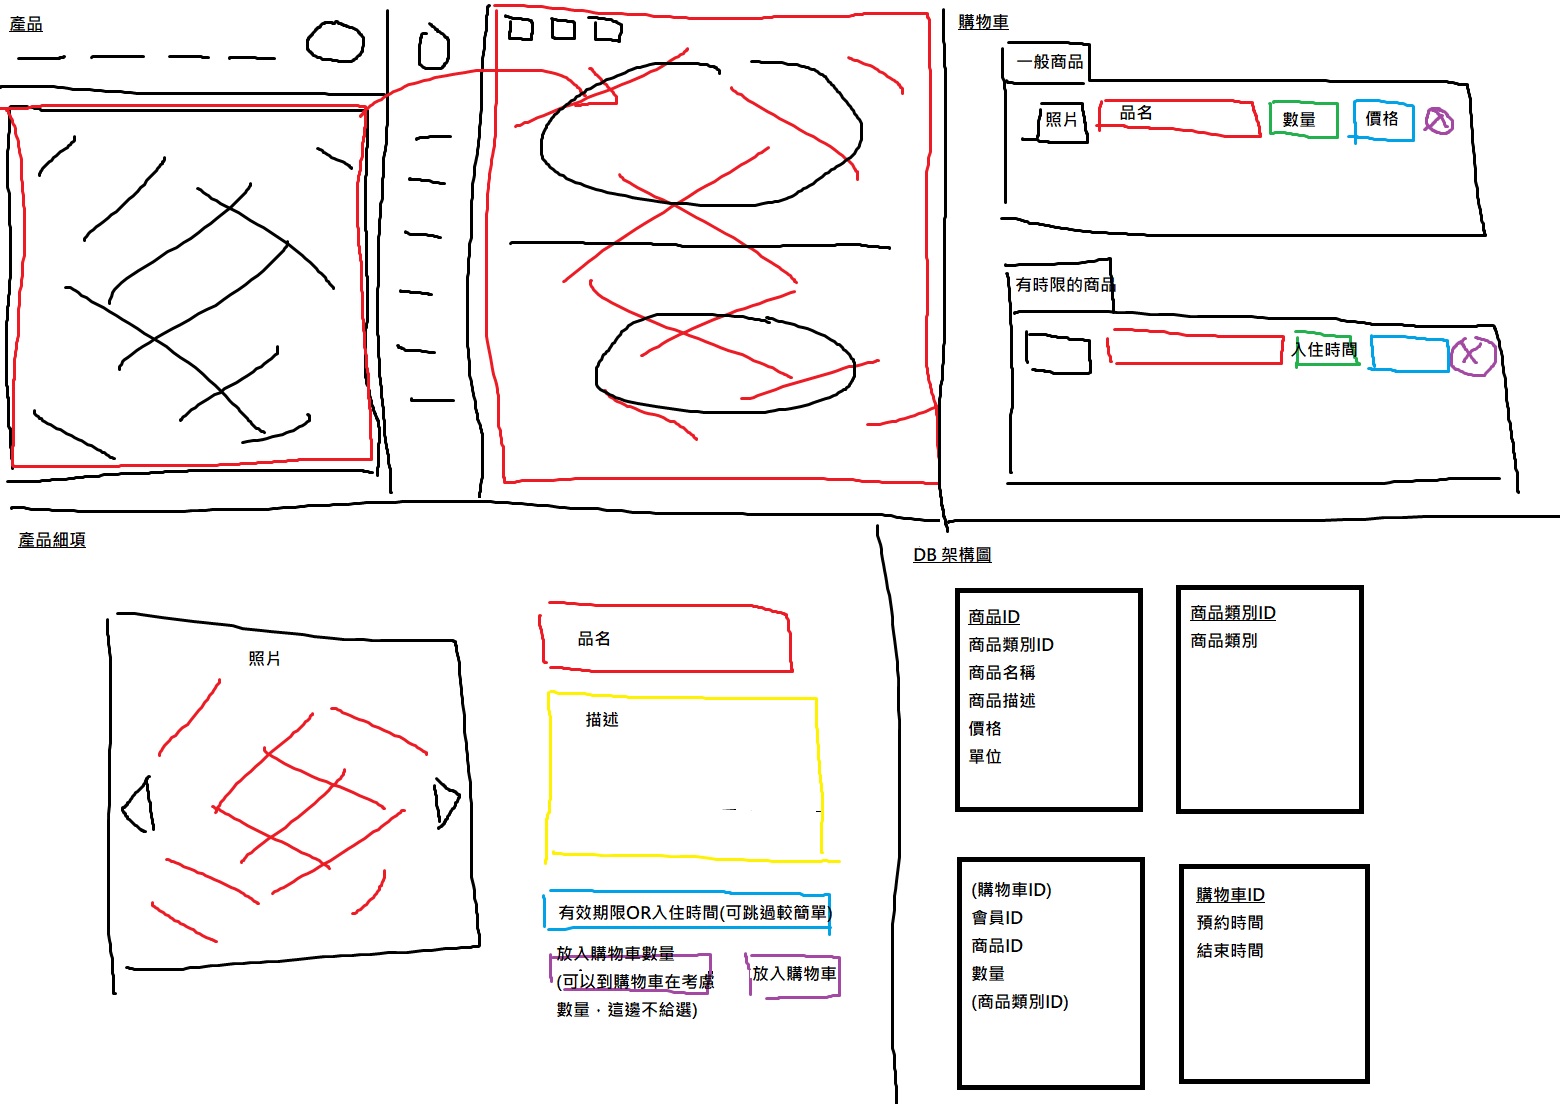 產品
購物車
一般商品
照片
品名
數量
價格
有時限的商品
入住時間
產品細項
照片
品名
描述
有效期限OR入住時間(可跳過較簡單)
放入購物車數量
(可以到購物車在考慮
數量，這邊不給選)
放入購物車
DB 架構圖
商品ID
商品類別ID
商品名稱
商品描述
價格
單位
商品類別ID
商品類別
(購物車ID)
會員ID
商品ID
數量
(商品類別ID)
購物車ID
預約時間
結束時間